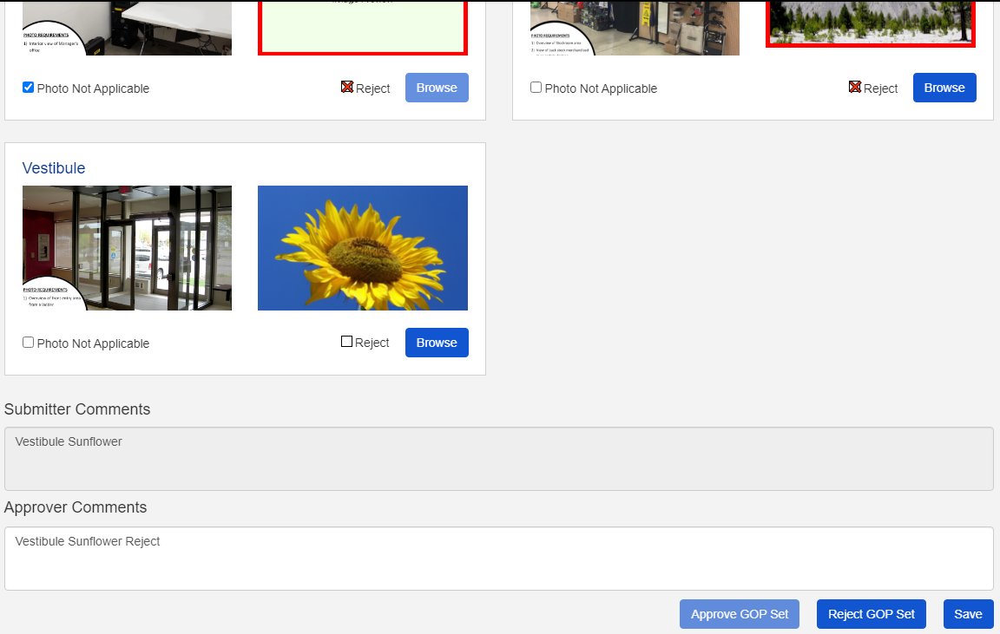 PHOTO REQUIREMENTS
1) Interior view of Manager's
office
PHOTO REQUIREMENTS
1) Overview of Stockroom area
2) View of back stock merchandised
Photo Not Applicable
Reject
Browse
Photo Not Applicable
Reject
Browse
Vestibule
PHOTO REQUIREMENTS
1) Overview of front entry area
from a ladder
Photo Not Applicable
Reject
Browse
Submitter Comments
Vestibule Sunflower
Approver Comments
Vestibule Sunflower Reject
Approve GOP Set
Reject GOP Set
Save